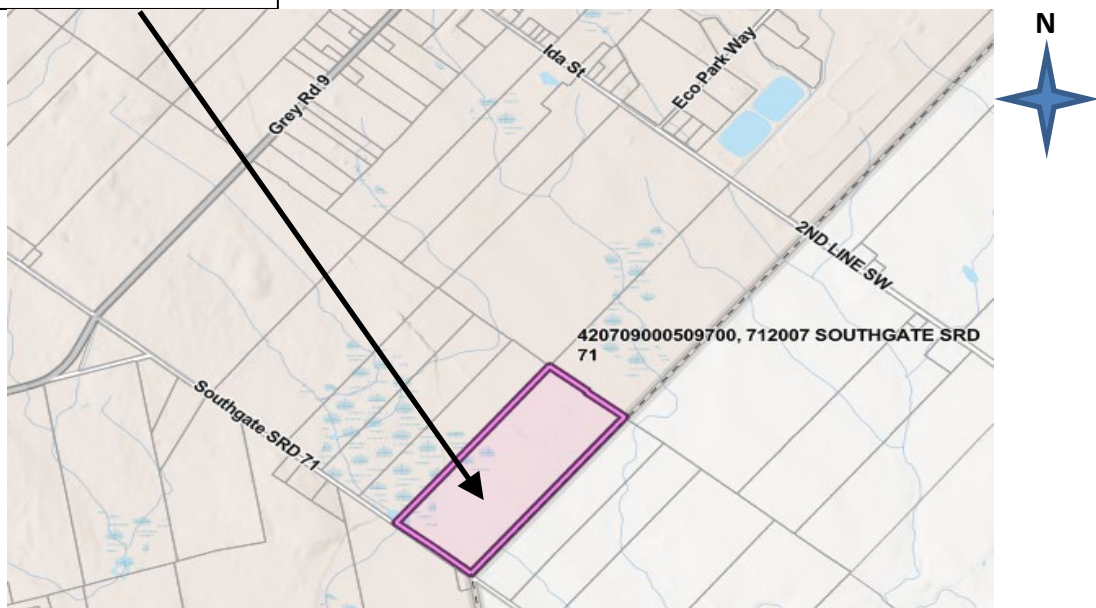 N
Ida St
Eco Park Way
Grey Rd 9
2ND LINE SW
420709000509700, 712007 SOUTHGATE SRD
71
Southgate SRD 71